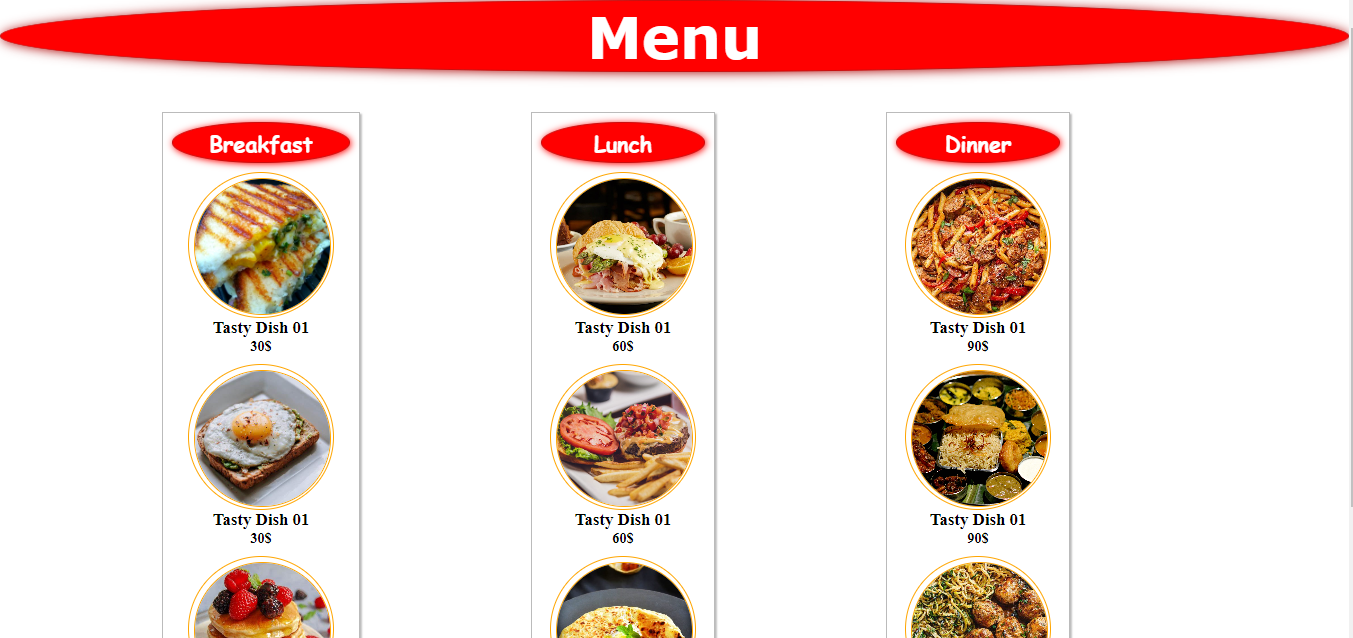 Menu
Breakfast
Tasty Dish 01
30$
Tasty Dish 01
30$
Lunch
Tasty Dish 01
60$
Tasty Dish 01
60$
Dinner
Tasty Dish 01
90$
Tasty Dish 01
90$